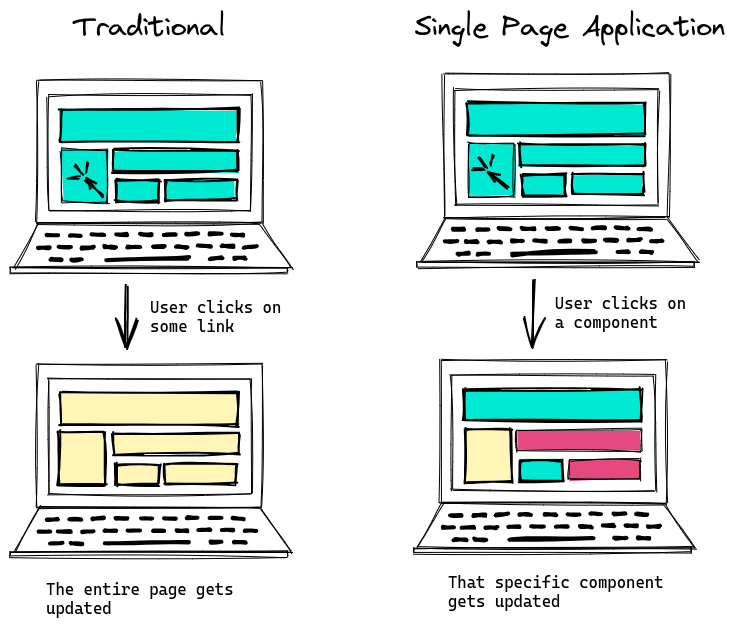 Traditional
Single Page Application
User clicks on
some link
User clicks on
a component
The entire page gets
updated
That specific component
gets updated